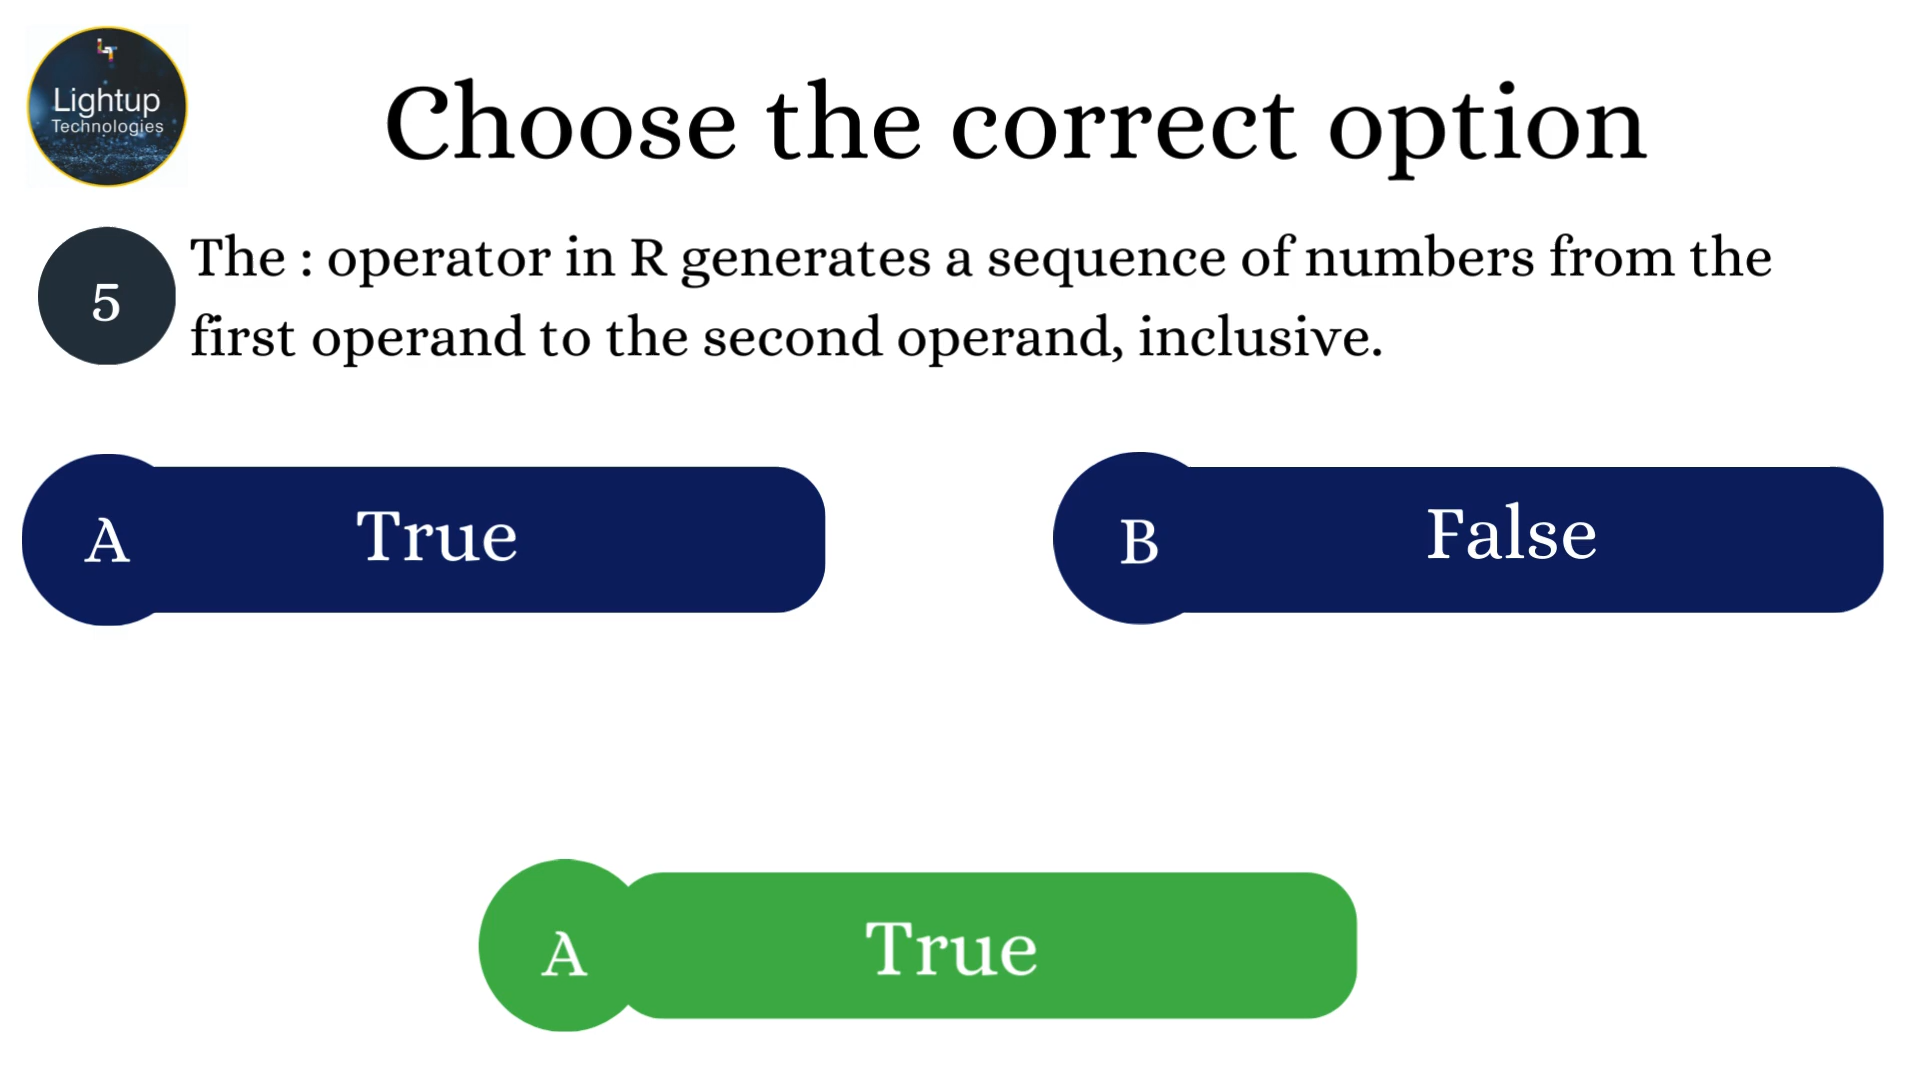 Lightup
Technologies
Choose the correct option
5
The : operator in R generates a sequence of numbers from the
first operand to the second operand, inclusive.
A
True
B
False
A
True